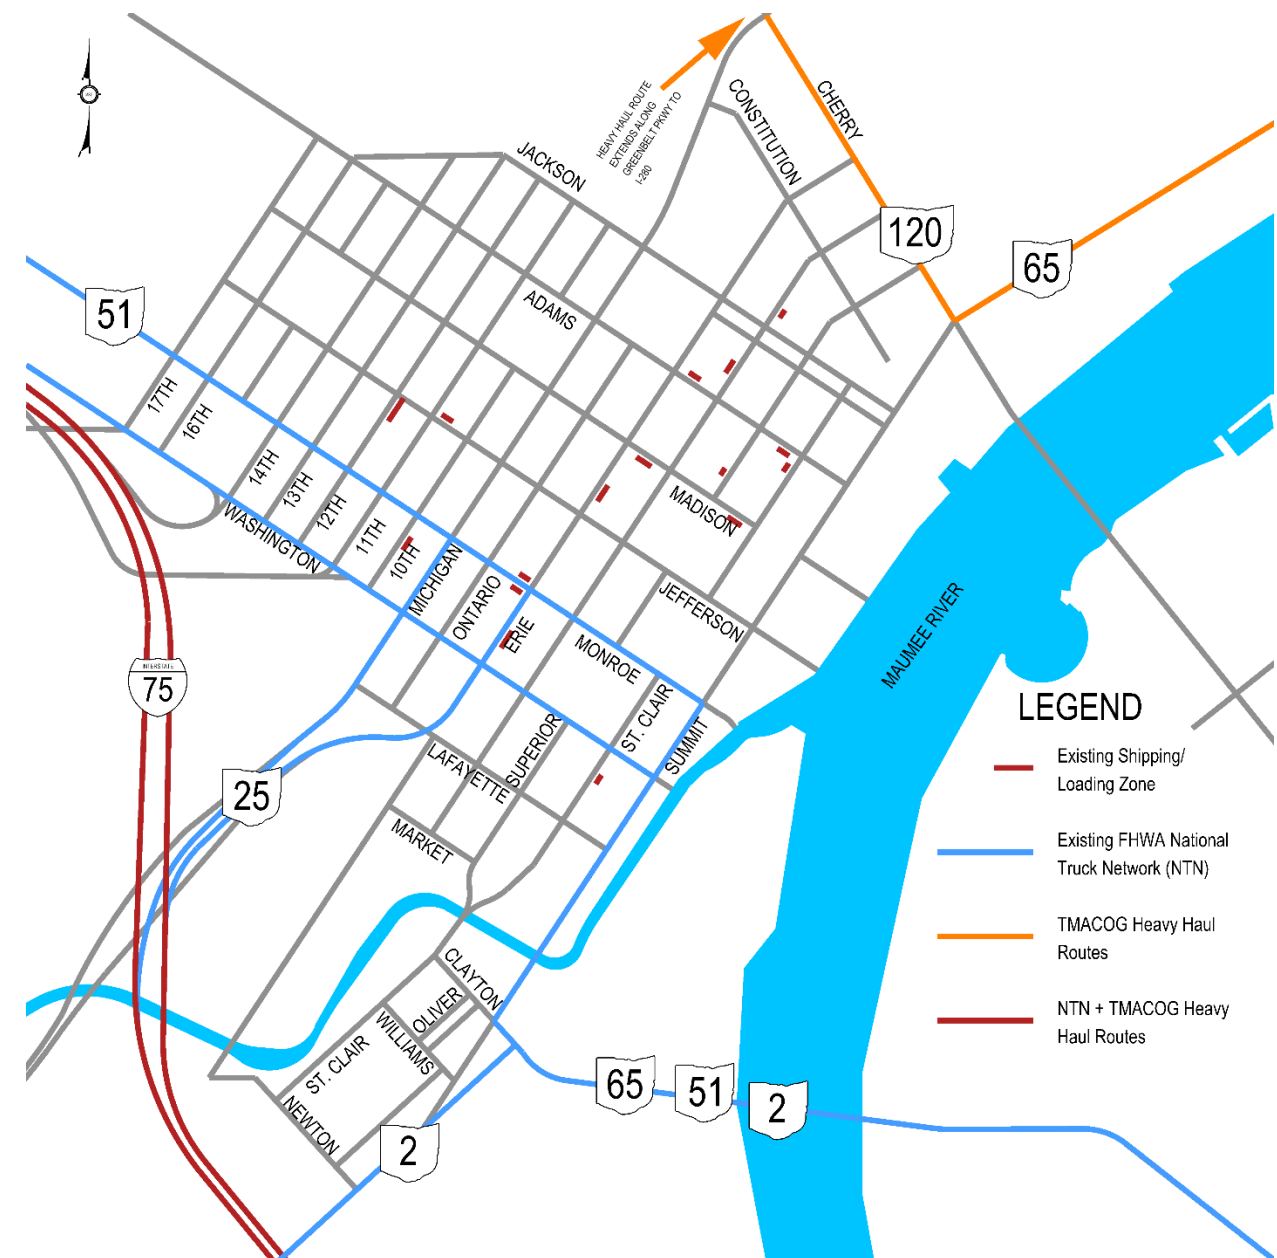 HEAVY HAUL ROUTE
EXTENDS ALONG
GREENBELT PKWY TO
I-280
CHERRY
CONSTITUTION
JACKSON
120
65
51
ADAMS
17TH
16TH
14TH
13TH
12TH
11TH
10TH
WASHINGTON
MICHIGAN
ONTARIO
ERIE
MADISON
JEFFERSON
MONROE
MAUMEE RIVER
INTERSTATE
75
ST. CLAIR
SUMMIT
SUPERIOR
LAFAYETTE
MARKET
25
LEGEND
Existing Shipping/
Loading Zone
Existing FHWA National
Truck Network (NTN)
TMACOG Heavy Haul
Routes
NTN + TMACOG Heavy
Haul Routes
CLAYTON
OLIVER
WILLIAMS
ST. CLAIR
NEWTON
65
51
2
2